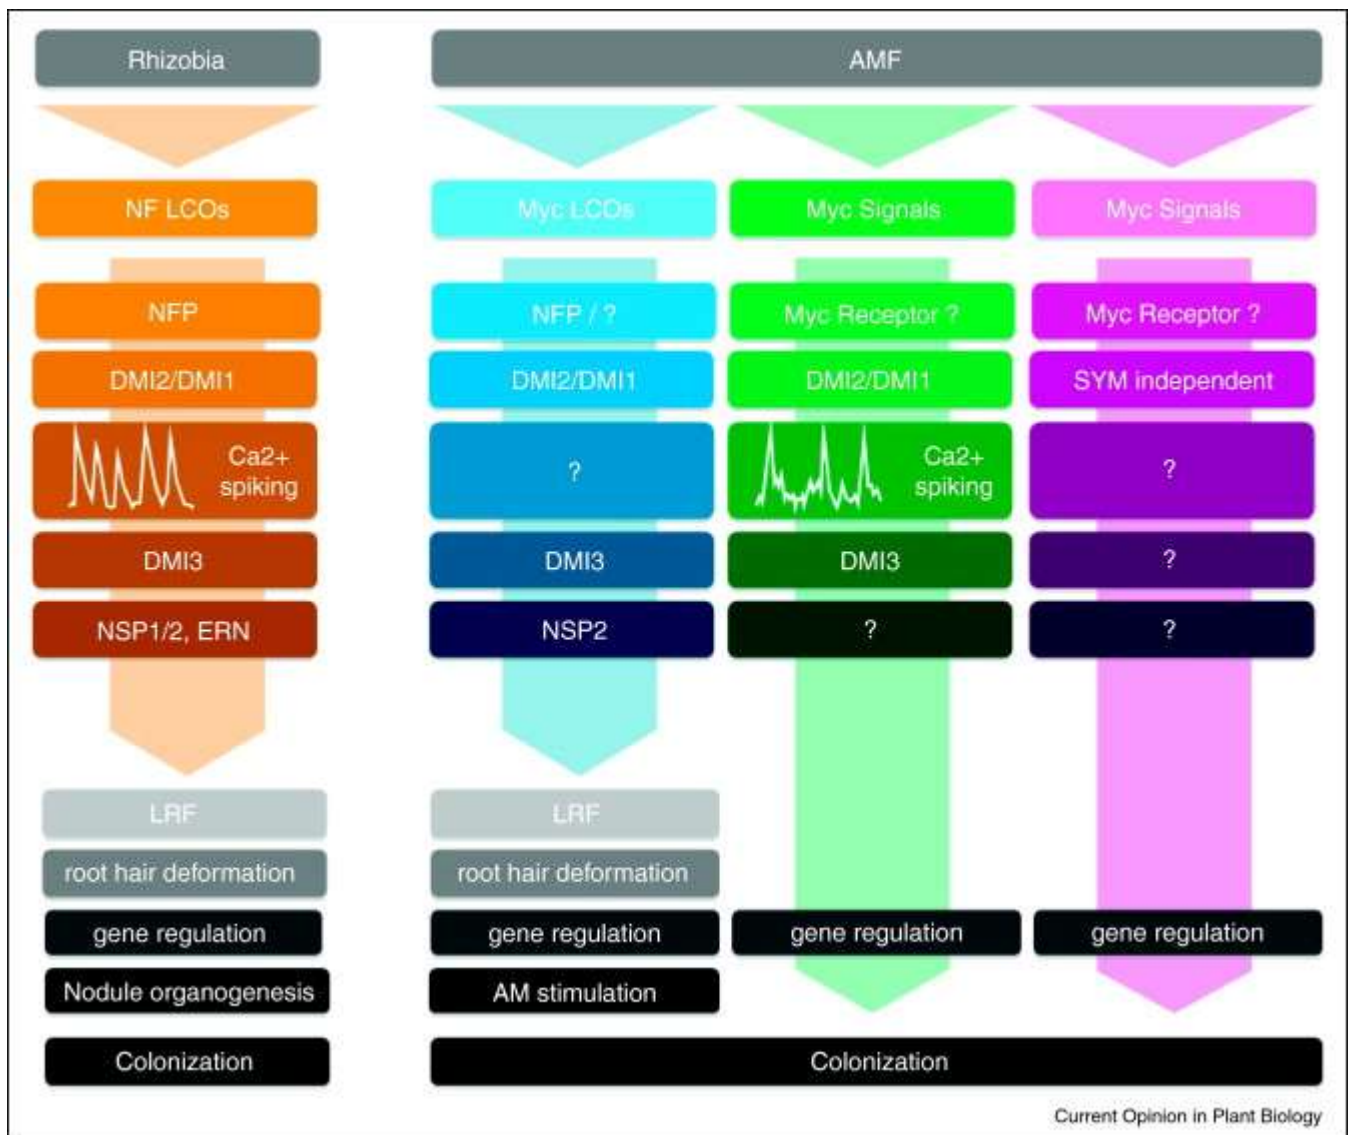 Rhizobia
AMF
NF LCOs
Myc LCOs
Myc Signals
Myc Signals
NFP
NFP / ?
Myc Receptor ?
Myc Receptor ?
DMI2/DMI1
DMI2/DMI1
DMI2/DMI1
SYM independent
Ca2+
spiking
?
Ca2+
spiking
?
DMI3
DMI3
DMI3
?
NSP1/2, ERN
NSP2
?
?
LRF
LRF
root hair deformation
root hair deformation
gene regulation
gene regulation
gene regulation
gene regulation
Nodule organogenesis
AM stimulation
Colonization
Colonization
Current Opinion in Plant Biology